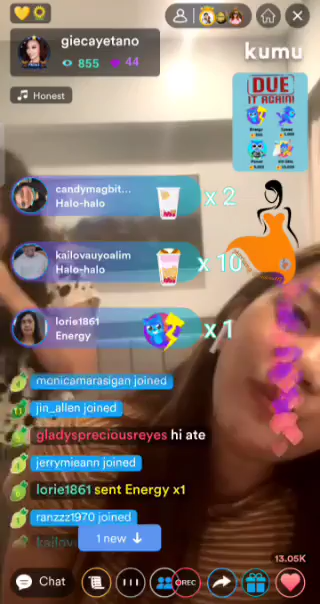 giecayetano
855 44
kumu
Honest
DUE
IT AGAIN!
candymagbit...
Halo-halo
x 2
kailovauyoalim
Halo-halo
x 10
lorie1861
Energy
x 1
monicamarasigan joined
jin_allen joined
gladyspreciousreyes hi ate
jerrymieann joined
lorie1861 sent Energy x1
ranzzz1970 joined
kailov
1 new
Chat
REC
13.05K